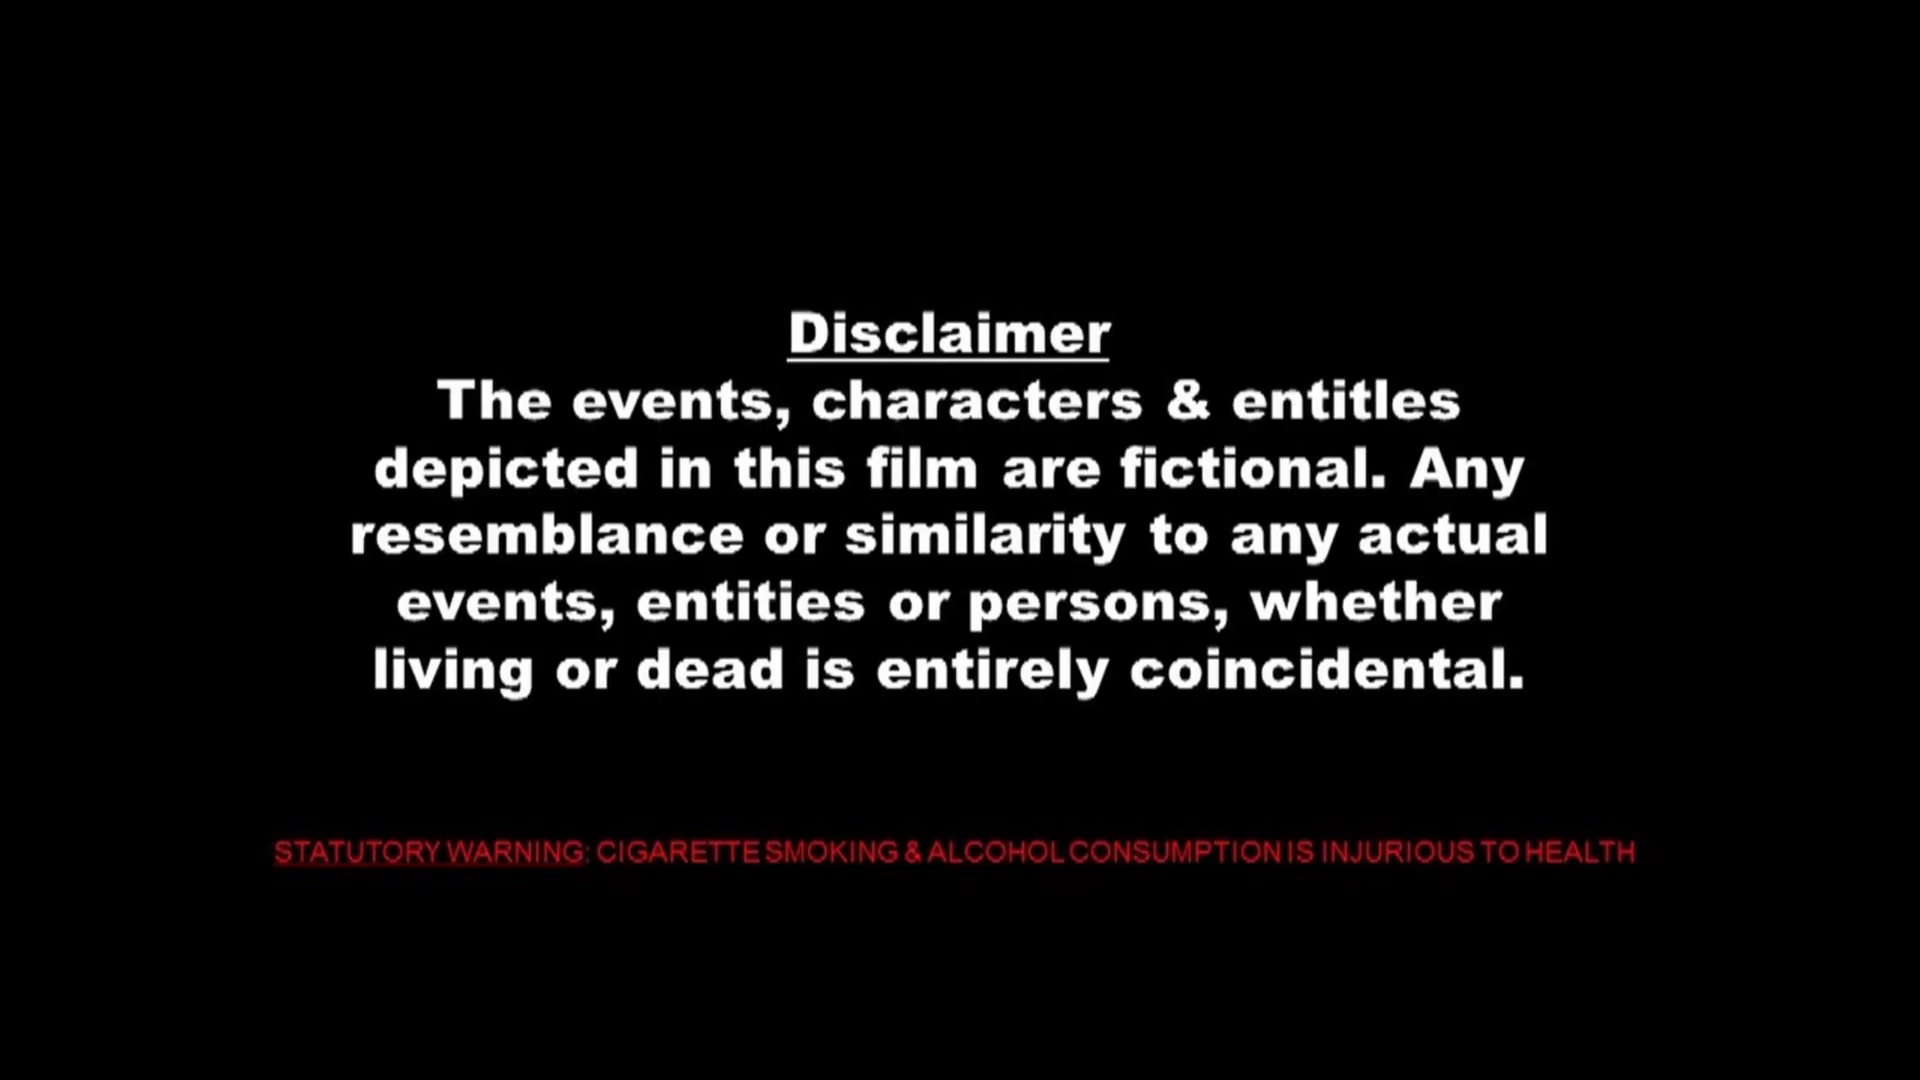 Disclaimer
The events, characters & entitles
depicted in this film are fictional. Any
resemblance or similarity to any actual
events, entities or persons, whether
living or dead is entirely coincidental.
STATUTORY WARNING: CIGARETTE SMOKING & ALCOHOL CONSUMPTION IS INJURIOUS TO HEALTH